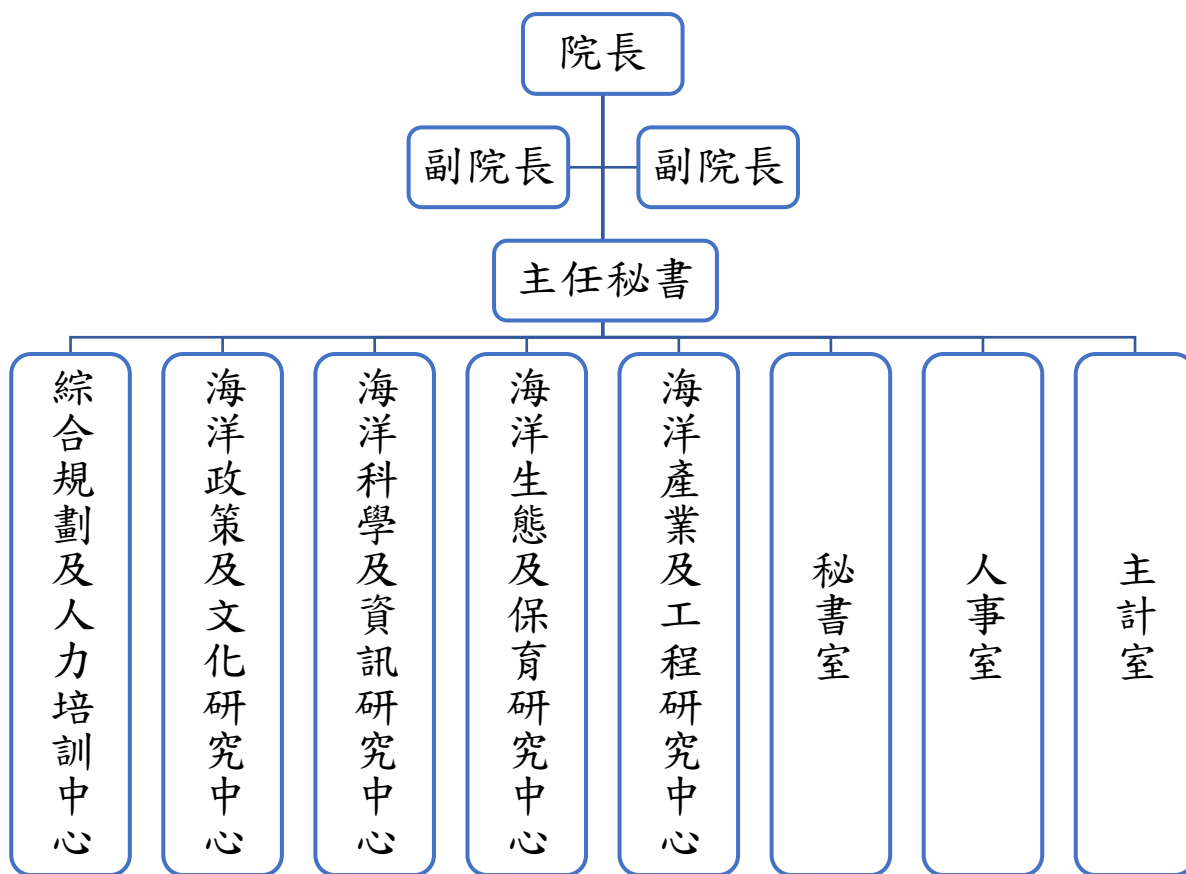 院長
副院長
副院長
主任秘書
綜合規劃及人力培訓中心
海洋政策及文化研究中心
海洋科學及資訊研究中心
海洋生態及保育研究中心
海洋產業及工程研究中心
秘書室
人事室
主計室